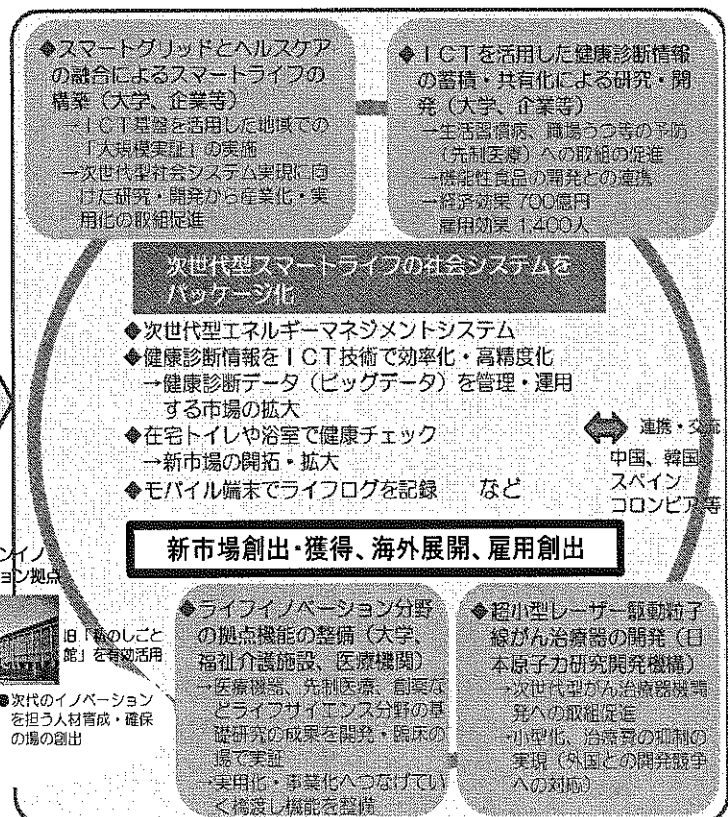 ◆スマートグリッドとヘルスケア
の融合によるスマートライフの
構築（大学、企業等）
→ＩＣＴ基盤を活用した地域での
「大規模実証」の実施
→次世代型社会システム実現に向
けた研究・開発から産業化・実
用化の取組促進
◆ＩＣＴを活用した健康診断情報
の蓄積・共有化による研究・開
発（大学、企業等）
→生活習慣病、職場うつ等の予防
（先制医療）への取組の促進
→機能性食品の開発との連携
→経済効果 700億円
雇用効果 1,400人
次世代型スマートライフの社会システムを
パッケージ化
◆次世代型エネルギーマネジメントシステム
◆健康診断情報をＩＣＴ技術で効率化・高精度化
→健康診断データ（ビッグデータ）を管理・運用
する市場の拡大
◆在宅トイレや浴室で健康チェック
→新市場の開拓・拡大
◆モバイル端末でライフログを記録　など
連携・交流
中国、韓国
スペイン
コロンビア等
新市場創出・獲得、海外展開、雇用創出
ンイノ
ョン拠点
旧「私のしごと
館」を有効活用
●次代のイノベーション
を担う人材育成・確保
の場の創出
◆ライフイノベーション分野
の拠点機能の整備（大学、
福祉介護施設、医療機関）
→医療機器、先制医療、創薬な
どライフサイエンス分野の基
礎研究の成果を開発・臨床の
場で実証
→実用化・事業化へつなげてい
く橋渡し機能を整備
◆超小型レーザー駆動粒子
線がん治療器の開発（日
本原子力研究開発機構）
→次世代型がん治療器機開
発への取組促進
→小型化、治療費の抑制の
実現（外国との開発競争
への対応）